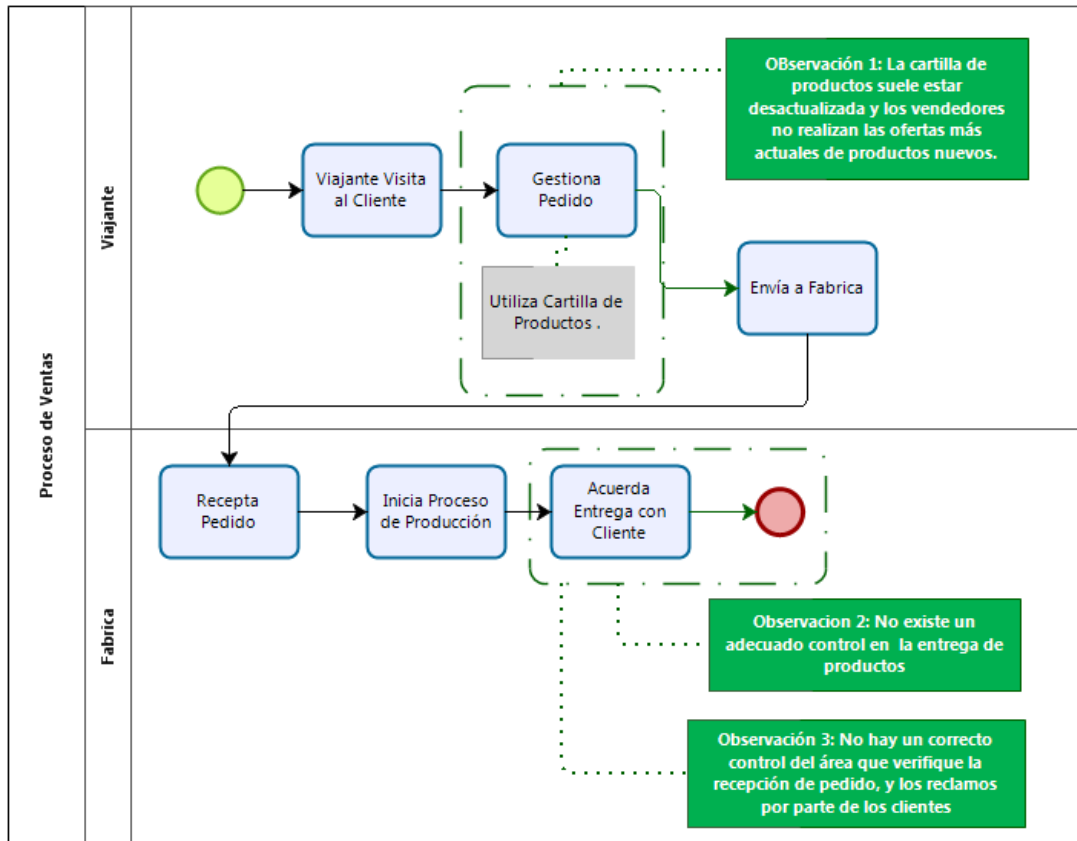 Proceso de Ventas
Viajante
OBservación 1: La cartilla de
productos suele estar
desactualizada y los vendedores
no realizan las ofertas más
actuales de productos nuevos.
Viajante Visita
al Cliente
Gestiona
Pedido
Utiliza Cartilla de
Productos .
Envía a Fabrica
Fabrica
Recepta
Pedido
Inicia Proceso
de Producción
Acuerda
Entrega con
Cliente
Observacion 2: No existe un
adecuado control en  la entrega de
productos
Observación 3: No hay un correcto
control del área que verifique la
recepción de pedido, y los reclamos
por parte de los clientes